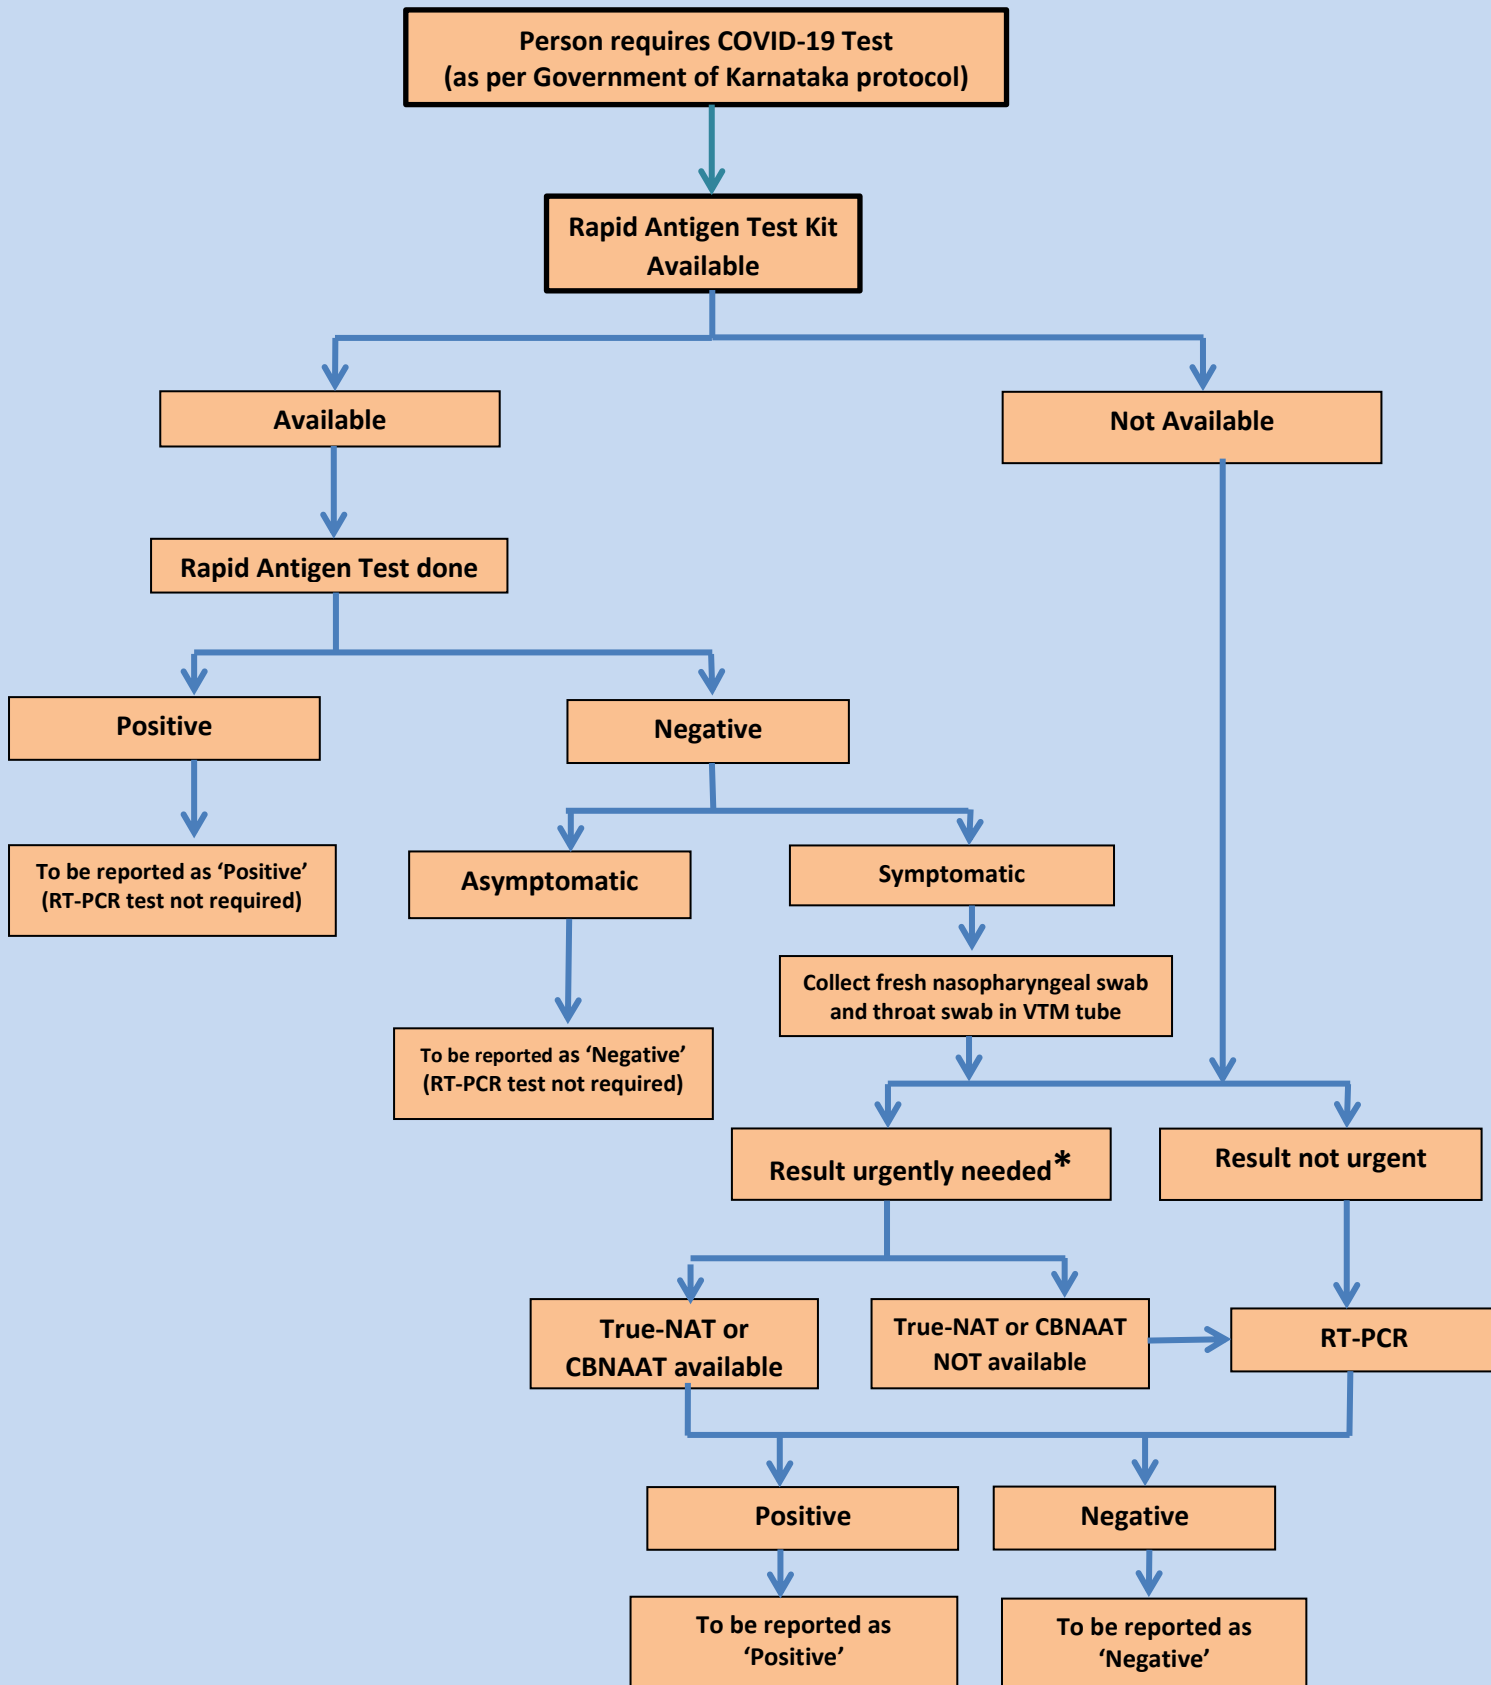 Person requires COVID-19 Test
(as per Government of Karnataka protocol)
Rapid Antigen Test Kit
Available
Available
Not Available
Rapid Antigen Test done
Positive
Negative
To be reported as ‘Positive’
(RT-PCR test not required)
Asymptomatic
Symptomatic
Collect fresh nasopharyngeal swab
and throat swab in VTM tube
To be reported as ‘Negative’
(RT-PCR test not required)
Result urgently needed*
Result not urgent
True-NAT or
CBNAAT available
True-NAT or CBNAAT
NOT available
RT-PCR
Positive
Negative
To be reported as
‘Positive’
To be reported as
‘Negative’